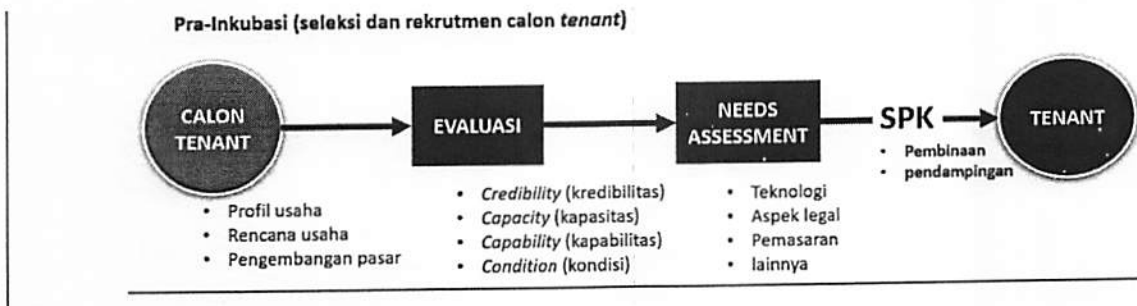 Pra-Inkubasi (seleksi dan rekrutmen calon tenant)
CALON
TENANT
• Profil usaha
• Rencana usaha
• Pengembangan pasar
EVALUASI
• Credibility (kredibilitas)
• Capacity (kapasitas)
• Capability (kapabilitas)
• Condition (kondisi)
NEEDS
ASSESSMENT
• Teknologi
• Aspek legal
• Pemasaran
• lainnya
SPK
• Pembinaan
• pendampingan
TENANT